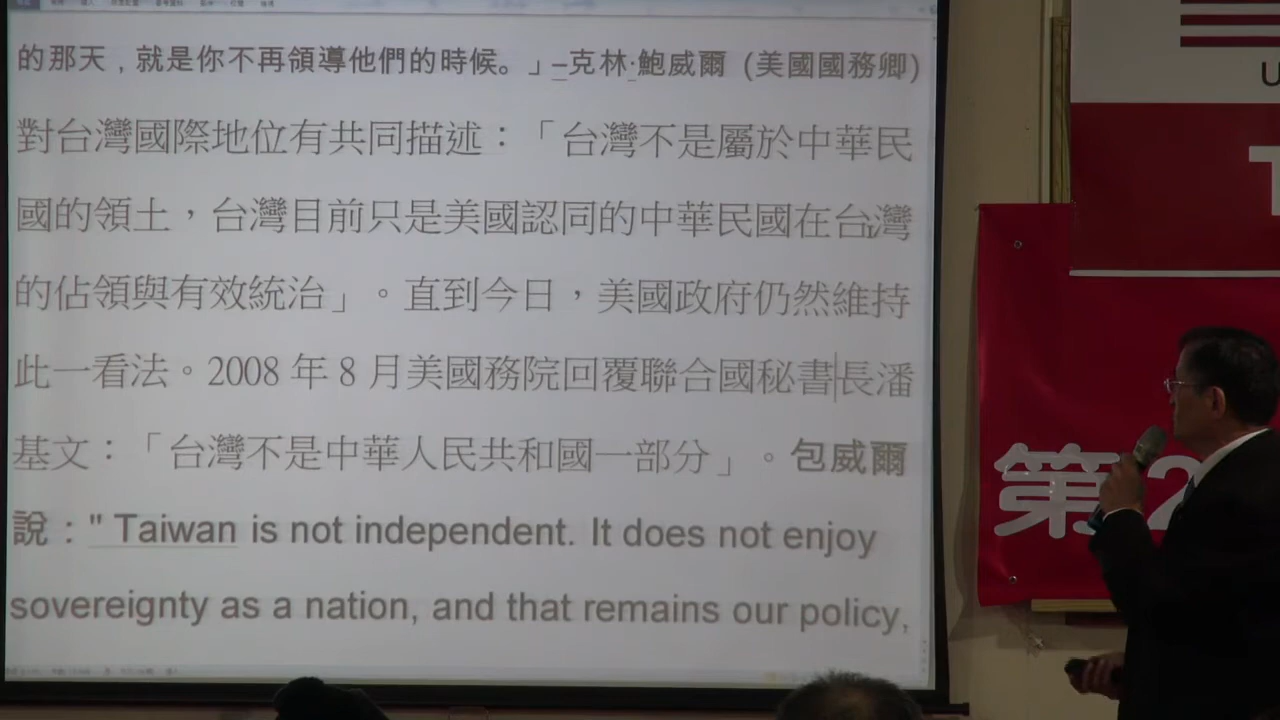 的那天，就是你不再領導他們的時候。」–克林·鮑威爾 (美國國務卿)
對台灣國際地位有共同描述：「台灣不是屬於中華民
國的領土，台灣目前只是美國認同的中華民國在台灣
的佔領與有效統治」。直到今日，美國政府仍然維持
此一看法。2008 年 8 月美國務院回覆聯合國秘書長潘
基文：「台灣不是中華人民共和國一部分」。包威爾
說：" Taiwan is not independent. It does not enjoy
sovereignty as a nation, and that remains our policy,
U
T
第2